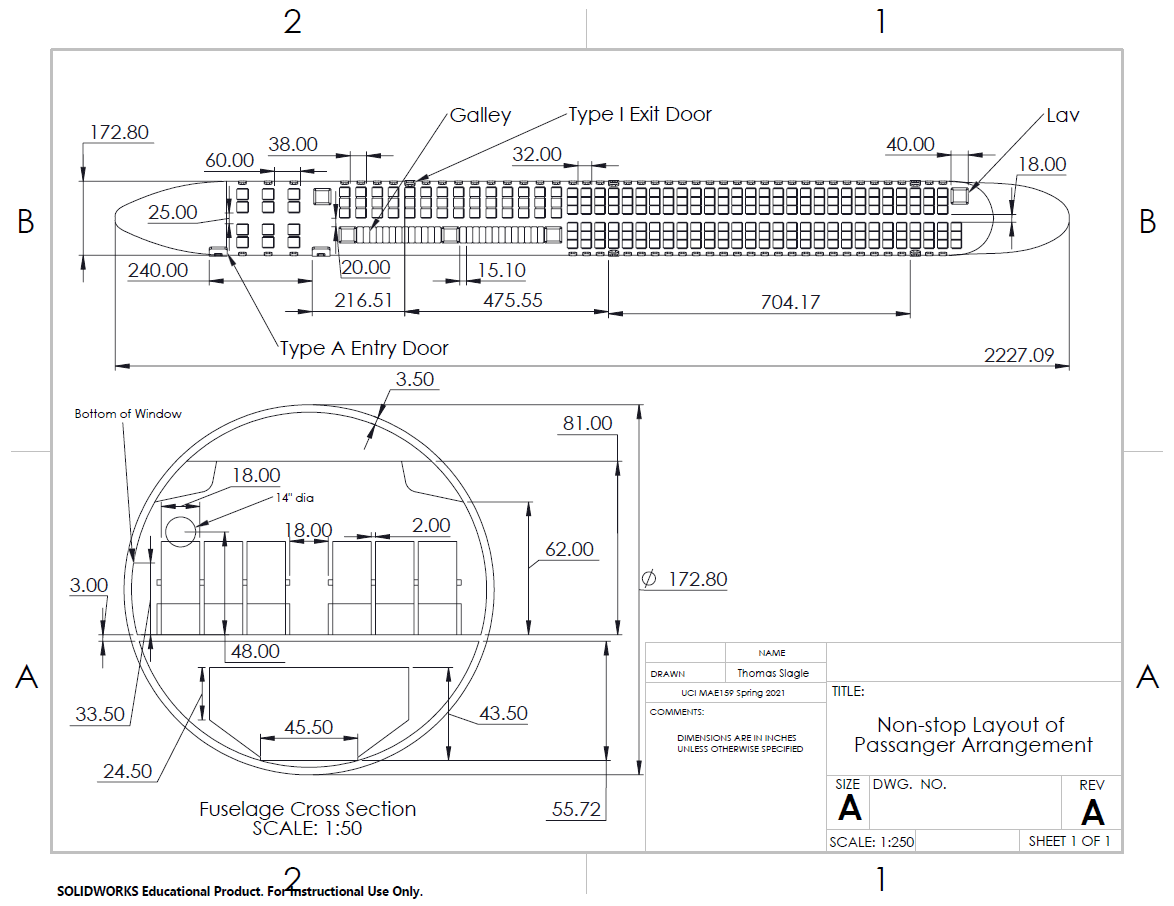 2
1
Galley
Type I Exit Door
Lav
172.80
38.00
60.00
32.00
40.00
18.00
B
B
25.00
240.00
20.00
15.10
216.51
475.55
704.17
Type A Entry Door
2227.09
3.50
Bottom of Window
81.00
18.00
14" dia
18.00
2.00
62.00
3.00
Ø 172.80
48.00
A
A
33.50
43.50
45.50
24.50
55.72
Fuselage Cross Section
SCALE: 1:50
NAME
DRAWN
Thomas Slagle
UCI MAE159 Spring 2021
COMMENTS:
DIMENSIONS ARE IN INCHES
UNLESS OTHERWISE SPECIFIED
TITLE:
Non-stop Layout of
Passanger Arrangement
SIZE
A
DWG. NO.
REV
A
SCALE: 1:250
SHEET 1 OF 1
2
1
SOLIDWORKS Educational Product. For Instructional Use Only.